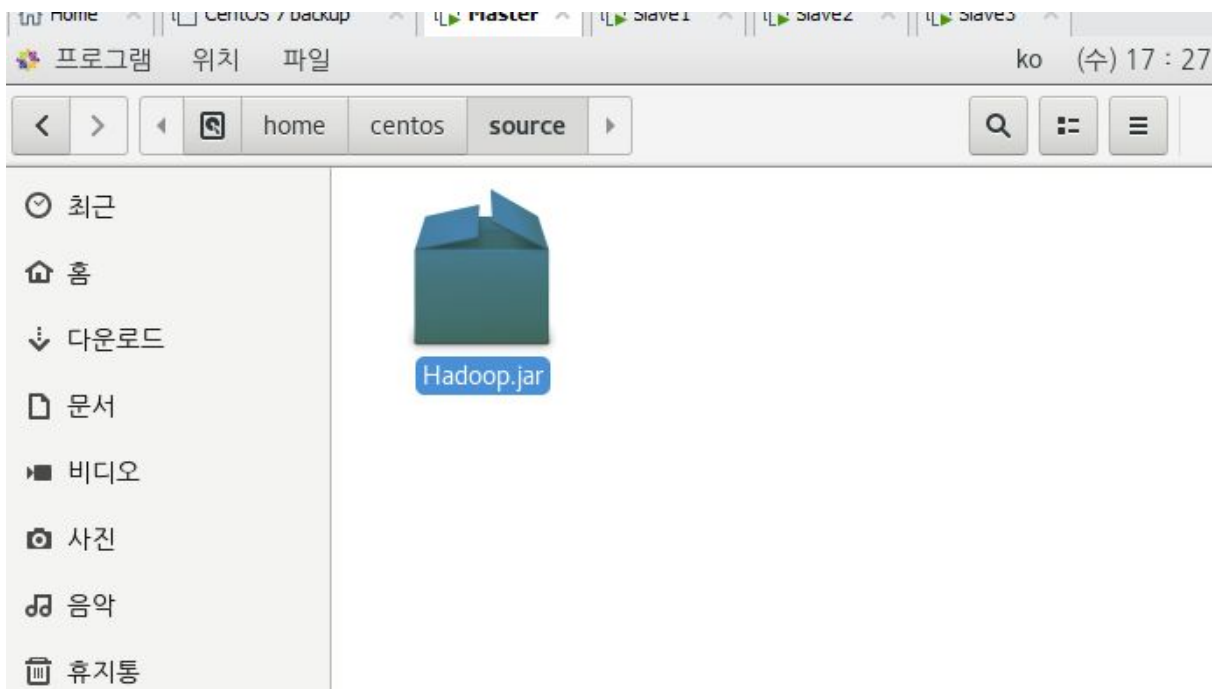 Home CentOS 7 Backup Master Slave1 Slave2 Slave3
프로그램 위치 파일 ko (수) 17 : 27
home centos source
최근
홈
다운로드
문서
비디오
사진
음악
휴지통
Hadoop.jar